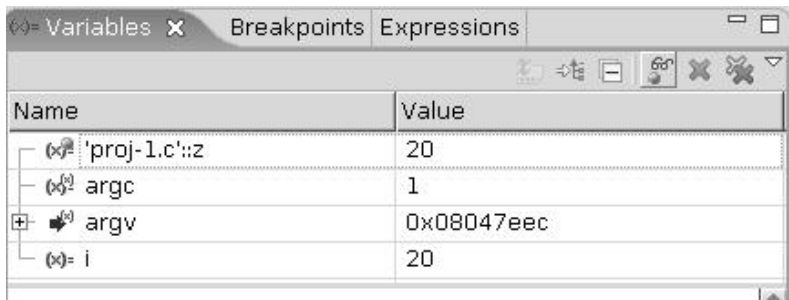 (x)= Variables Breakpoints Expressions
Name Value
'proj-1.c'::z 20
argc 1
argv 0x08047eec
(x)= i 20